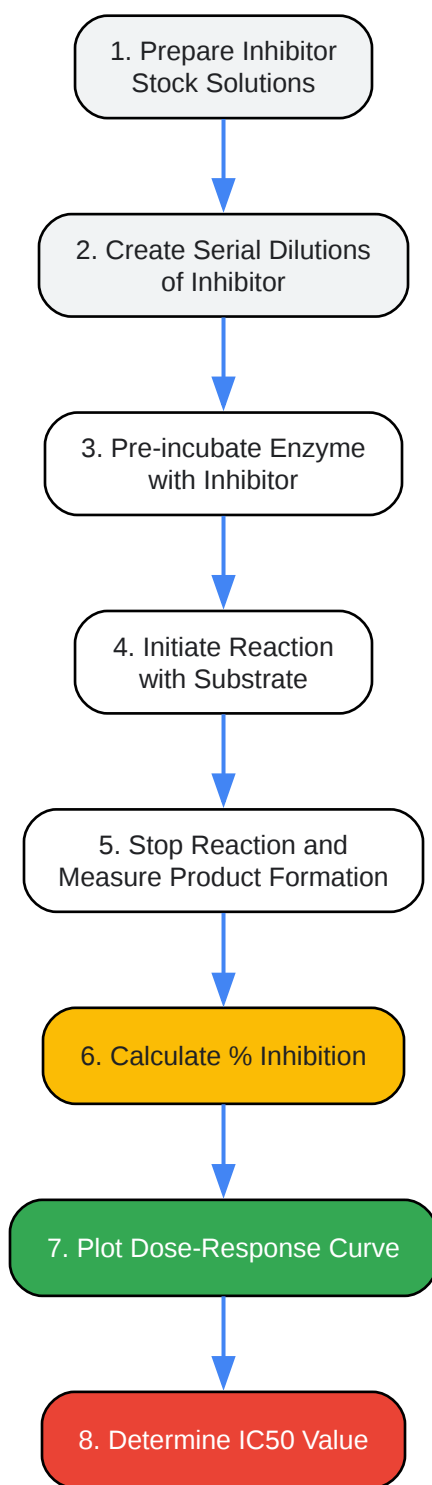 1. Prepare Inhibitor
Stock Solutions
2. Create Serial Dilutions
of Inhibitor
3. Pre-incubate Enzyme
with Inhibitor
4. Initiate Reaction
with Substrate
5. Stop Reaction and
Measure Product Formation
6. Calculate % Inhibition
7. Plot Dose-Response Curve
8. Determine IC50 Value